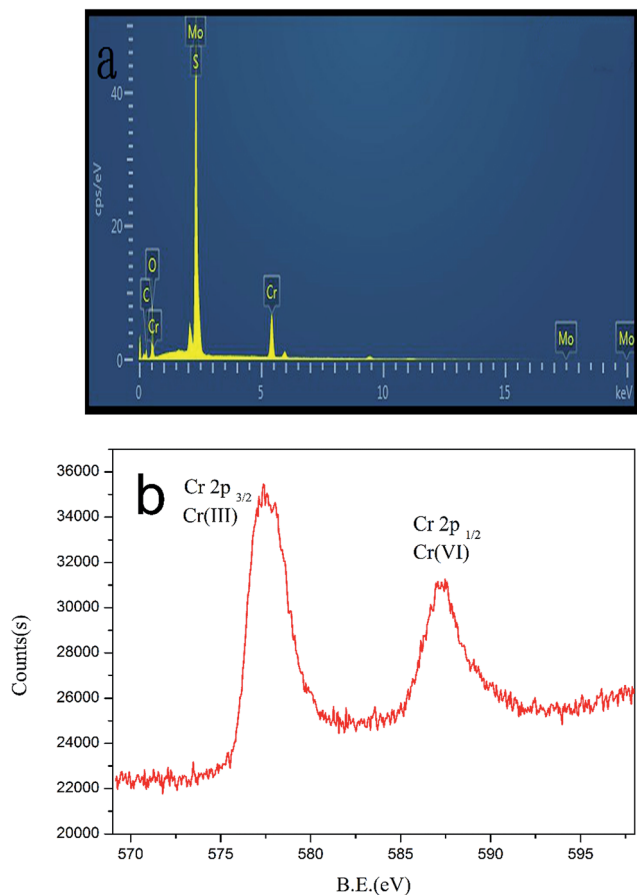 a
Mo
S
40
cps/eV
20
O
C
Cr
Cr
Mo
Mo
0
0
5
10
15
keV
b
Cr 2p 3/2
Cr(III)
Cr 2p 1/2
Cr(VI)
36000
34000
32000
30000
28000
26000
24000
22000
20000
Counts(s)
570
575
580
585
590
595
B.E.(eV)